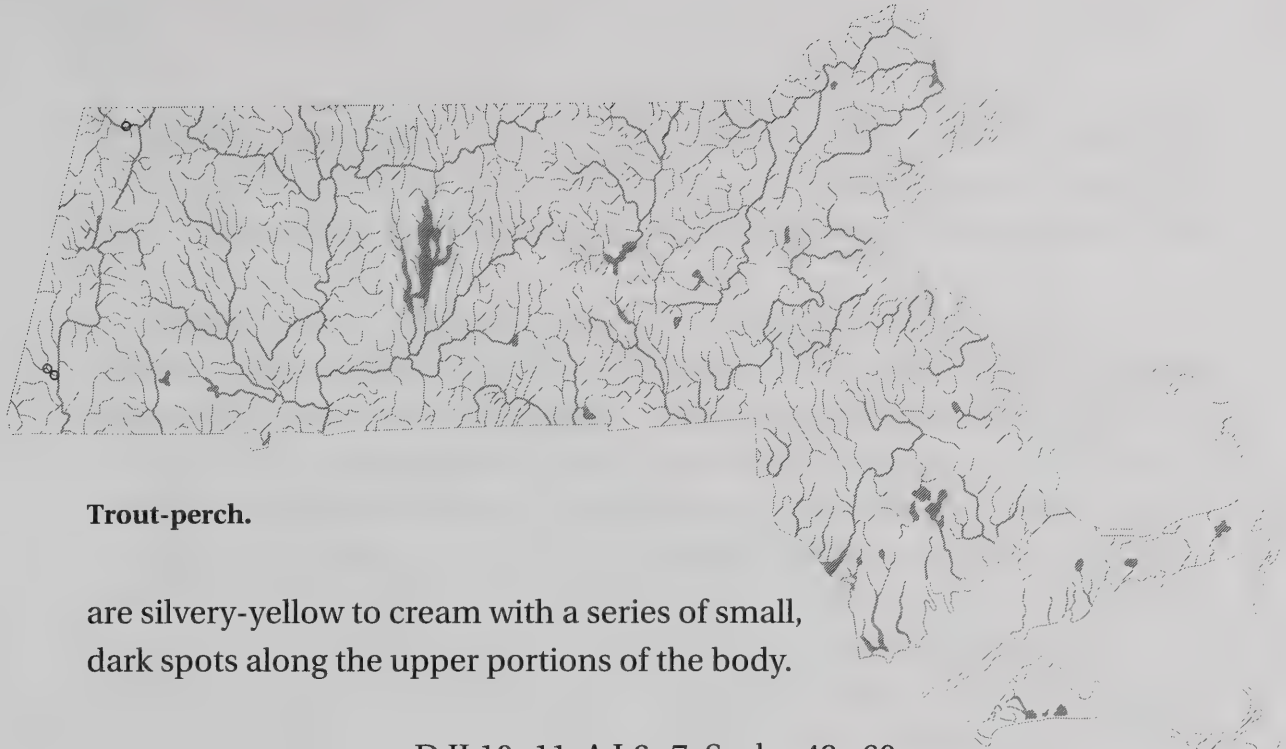 Trout-perch.
are silvery-yellow to cream with a series of small,
dark spots along the upper portions of the body.